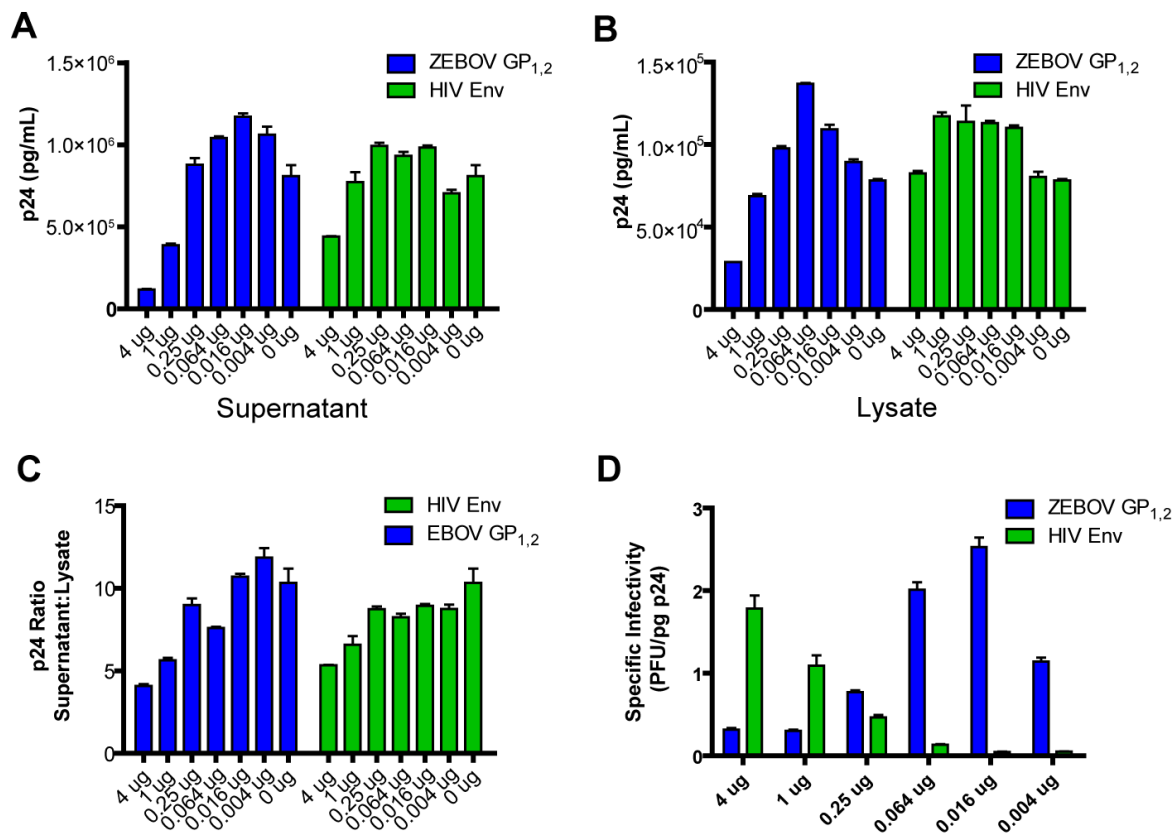 A
ZEBOV GP1,2
HIV Env
1.5×10⁶
1.0×10⁶
5.0×10⁵
0
p24 (pg/mL)
4 ug
1 ug
0.25 ug
0.064 ug
0.016 ug
0.004 ug
0 ug
4 ug
1 ug
0.25 ug
0.064 ug
0.016 ug
0.004 ug
0 ug
Supernatant
B
ZEBOV GP1,2
HIV Env
1.5×10⁵
1.0×10⁵
5.0×10⁴
0
p24 (pg/mL)
4 ug
1 ug
0.25 ug
0.064 ug
0.016 ug
0.004 ug
0 ug
4 ug
1 ug
0.25 ug
0.064 ug
0.016 ug
0.004 ug
0 ug
Lysate
C
HIV Env
EBOV GP1,2
15
10
5
0
p24 Ratio
Supernatant:Lysate
4 ug
1 ug
0.25 ug
0.064 ug
0.016 ug
0.004 ug
0 ug
4 ug
1 ug
0.25 ug
0.064 ug
0.016 ug
0.004 ug
0 ug
D
ZEBOV GP1,2
HIV Env
3
2
1
0
Specific Infectivity
(PFU/pg p24)
4 ug
1 ug
0.25 ug
0.064 ug
0.016 ug
0.004 ug